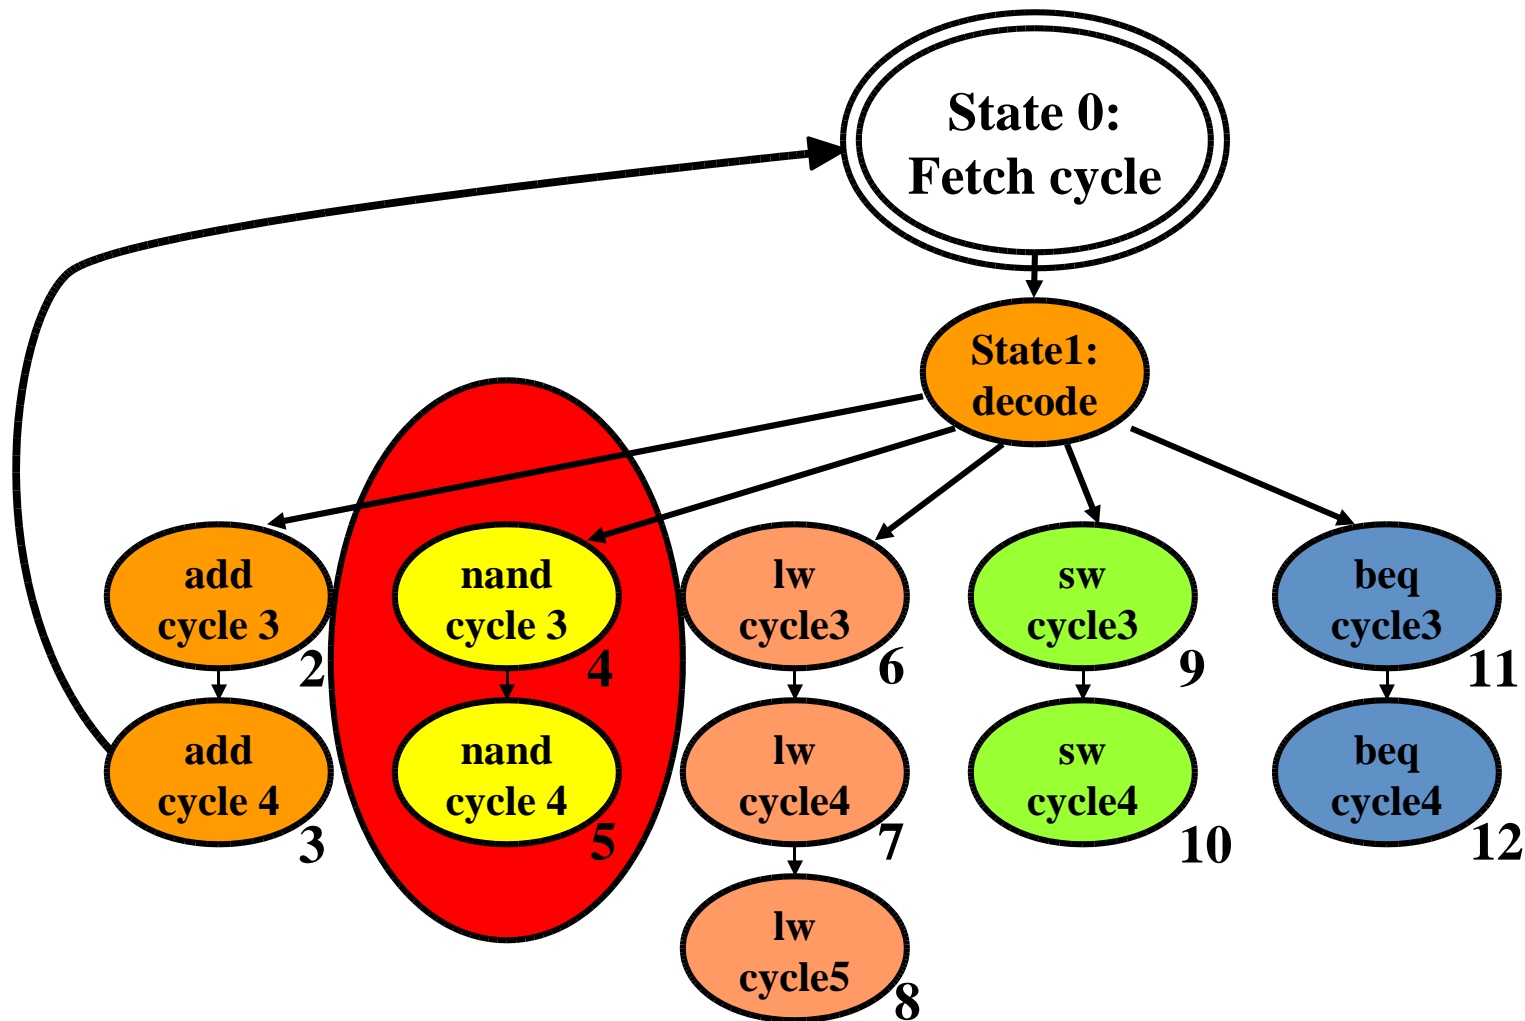 State 0:
Fetch cycle
State1:
decode
add
cycle 3
2
nand
cycle 3
4
lw
cycle3
6
sw
cycle3
9
beq
cycle3
11
add
cycle 4
3
nand
cycle 4
5
lw
cycle4
7
sw
cycle4
10
beq
cycle4
12
lw
cycle5
8